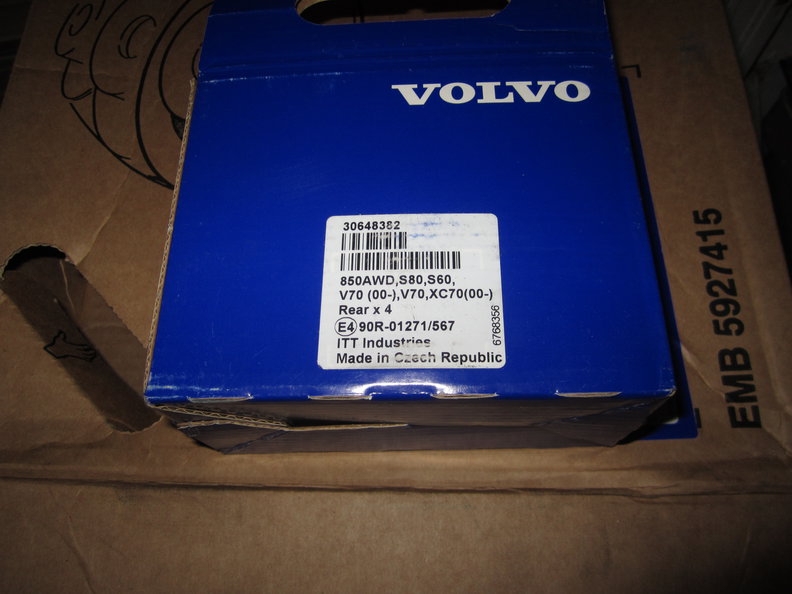 VOLVO
30648382
850AWD,S80,S60,
V70 (00-),V70,XC70(00-)
Rear x 4
E4 90R-01271/567
ITT Industries
Made in Czech Republic
6768356
EMB 5927415